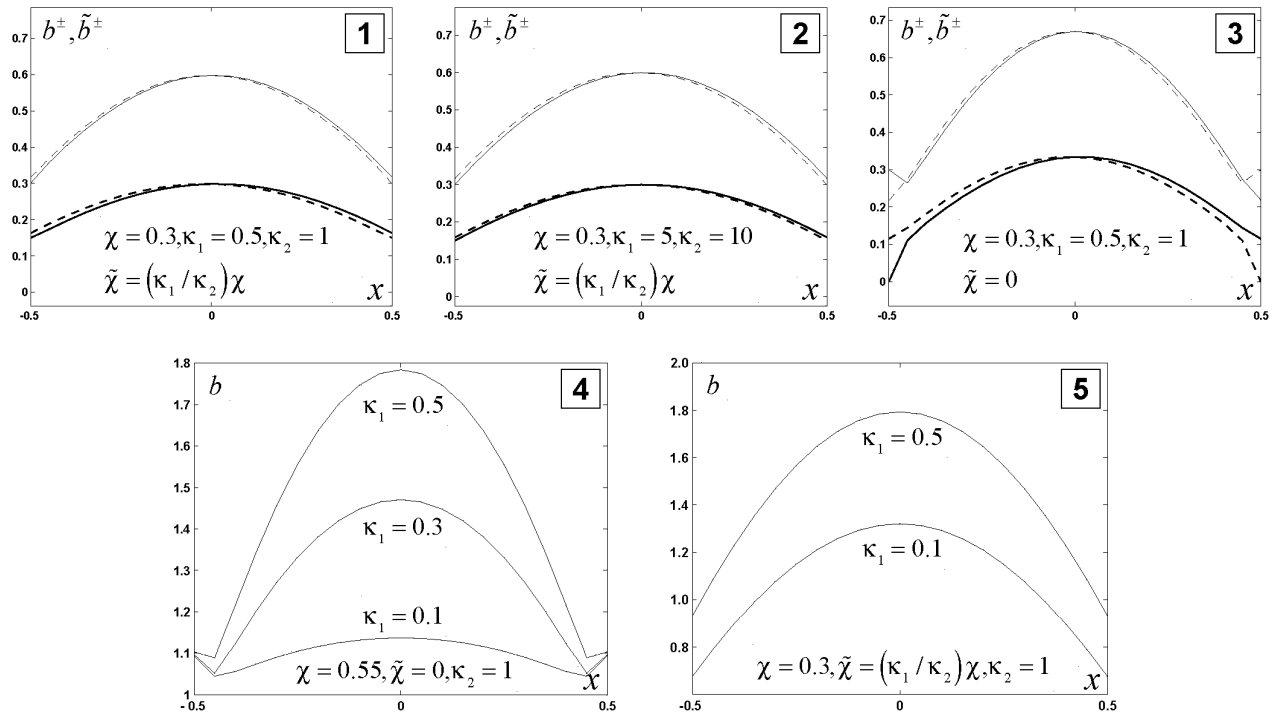 b±, b̃±
1
0.7
0.6
0.5
0.4
0.3
0.2
0.1
0
χ = 0.3,κ₁ = 0.5,κ₂ = 1
χ̃ = (κ₁ / κ₂)χ
x
-0.5 0 0.5
b±, b̃±
2
0.7
0.6
0.5
0.4
0.3
0.2
0.1
0
χ = 0.3,κ₁ = 5,κ₂ = 10
χ̃ = (κ₁ / κ₂)χ
x
-0.5 0 0.5
b±, b̃±
3
0.7
0.6
0.5
0.4
0.3
0.2
0.1
0
χ = 0.3,κ₁ = 0.5,κ₂ = 1
χ̃ = 0
x
-0.5 0 0.5
b
4
1.8
1.7
1.6
1.5
1.4
1.3
1.2
1.1
1
κ₁ = 0.5
κ₁ = 0.3
κ₁ = 0.1
χ = 0.55, χ̃ = 0,κ₂ = 1
x
- 0.5 0 0.5
b
5
2.0
1.8
1.6
1.4
1.2
1.0
0.8
κ₁ = 0.5
κ₁ = 0.1
χ = 0.3, χ̃ = (κ₁ / κ₂)χ,κ₂ = 1
x
- 0.5 0 0.5